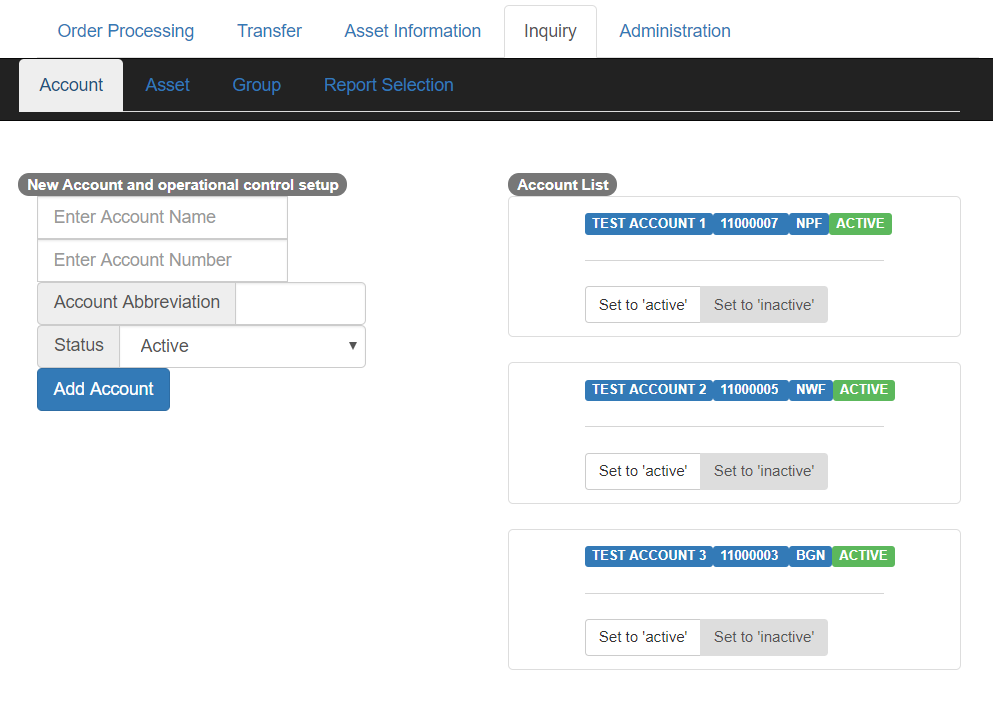 Order Processing Transfer Asset Information Inquiry Administration
Account Asset Group Report Selection
New Account and operational control setup
Enter Account Name
Enter Account Number
Account Abbreviation
Status Active
Add Account
Account List
TEST ACCOUNT 1 11000007 NPF ACTIVE
Set to 'active' Set to 'inactive'
TEST ACCOUNT 2 11000005 NWF ACTIVE
Set to 'active' Set to 'inactive'
TEST ACCOUNT 3 11000003 BGN ACTIVE
Set to 'active' Set to 'inactive'